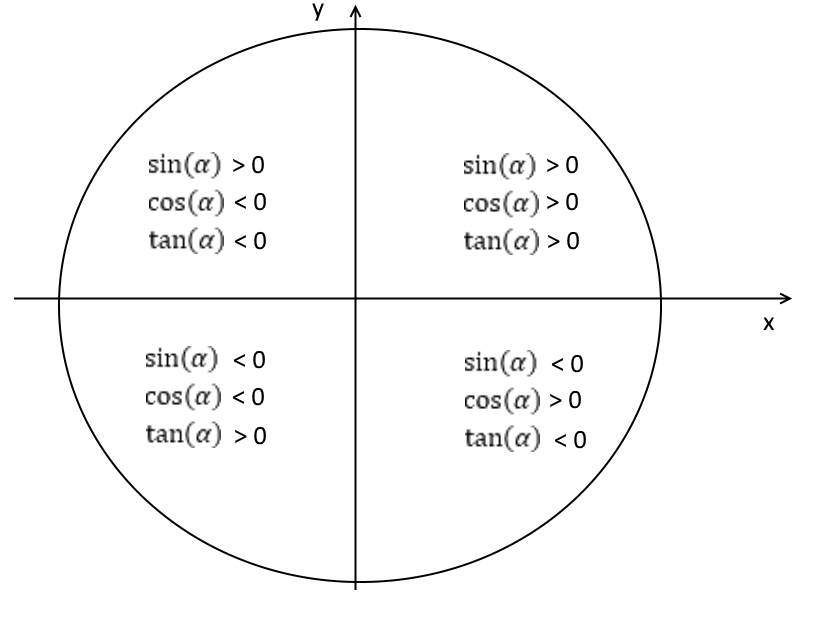 y
sin(α) > 0
cos(α) < 0
tan(α) < 0
sin(α) > 0
cos(α) > 0
tan(α) > 0
x
sin(α) < 0
cos(α) < 0
tan(α) > 0
sin(α) < 0
cos(α) > 0
tan(α) < 0